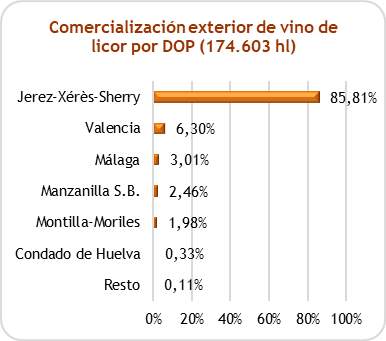 Comercialización exterior de vino de
licor por DOP (174.603 hl)
Jerez-Xérès-Sherry 85,81%
Valencia 6,30%
Málaga 3,01%
Manzanilla S.B. 2,46%
Montilla-Moriles 1,98%
Condado de Huelva 0,33%
Resto 0,11%
0% 20% 40% 60% 80% 100%